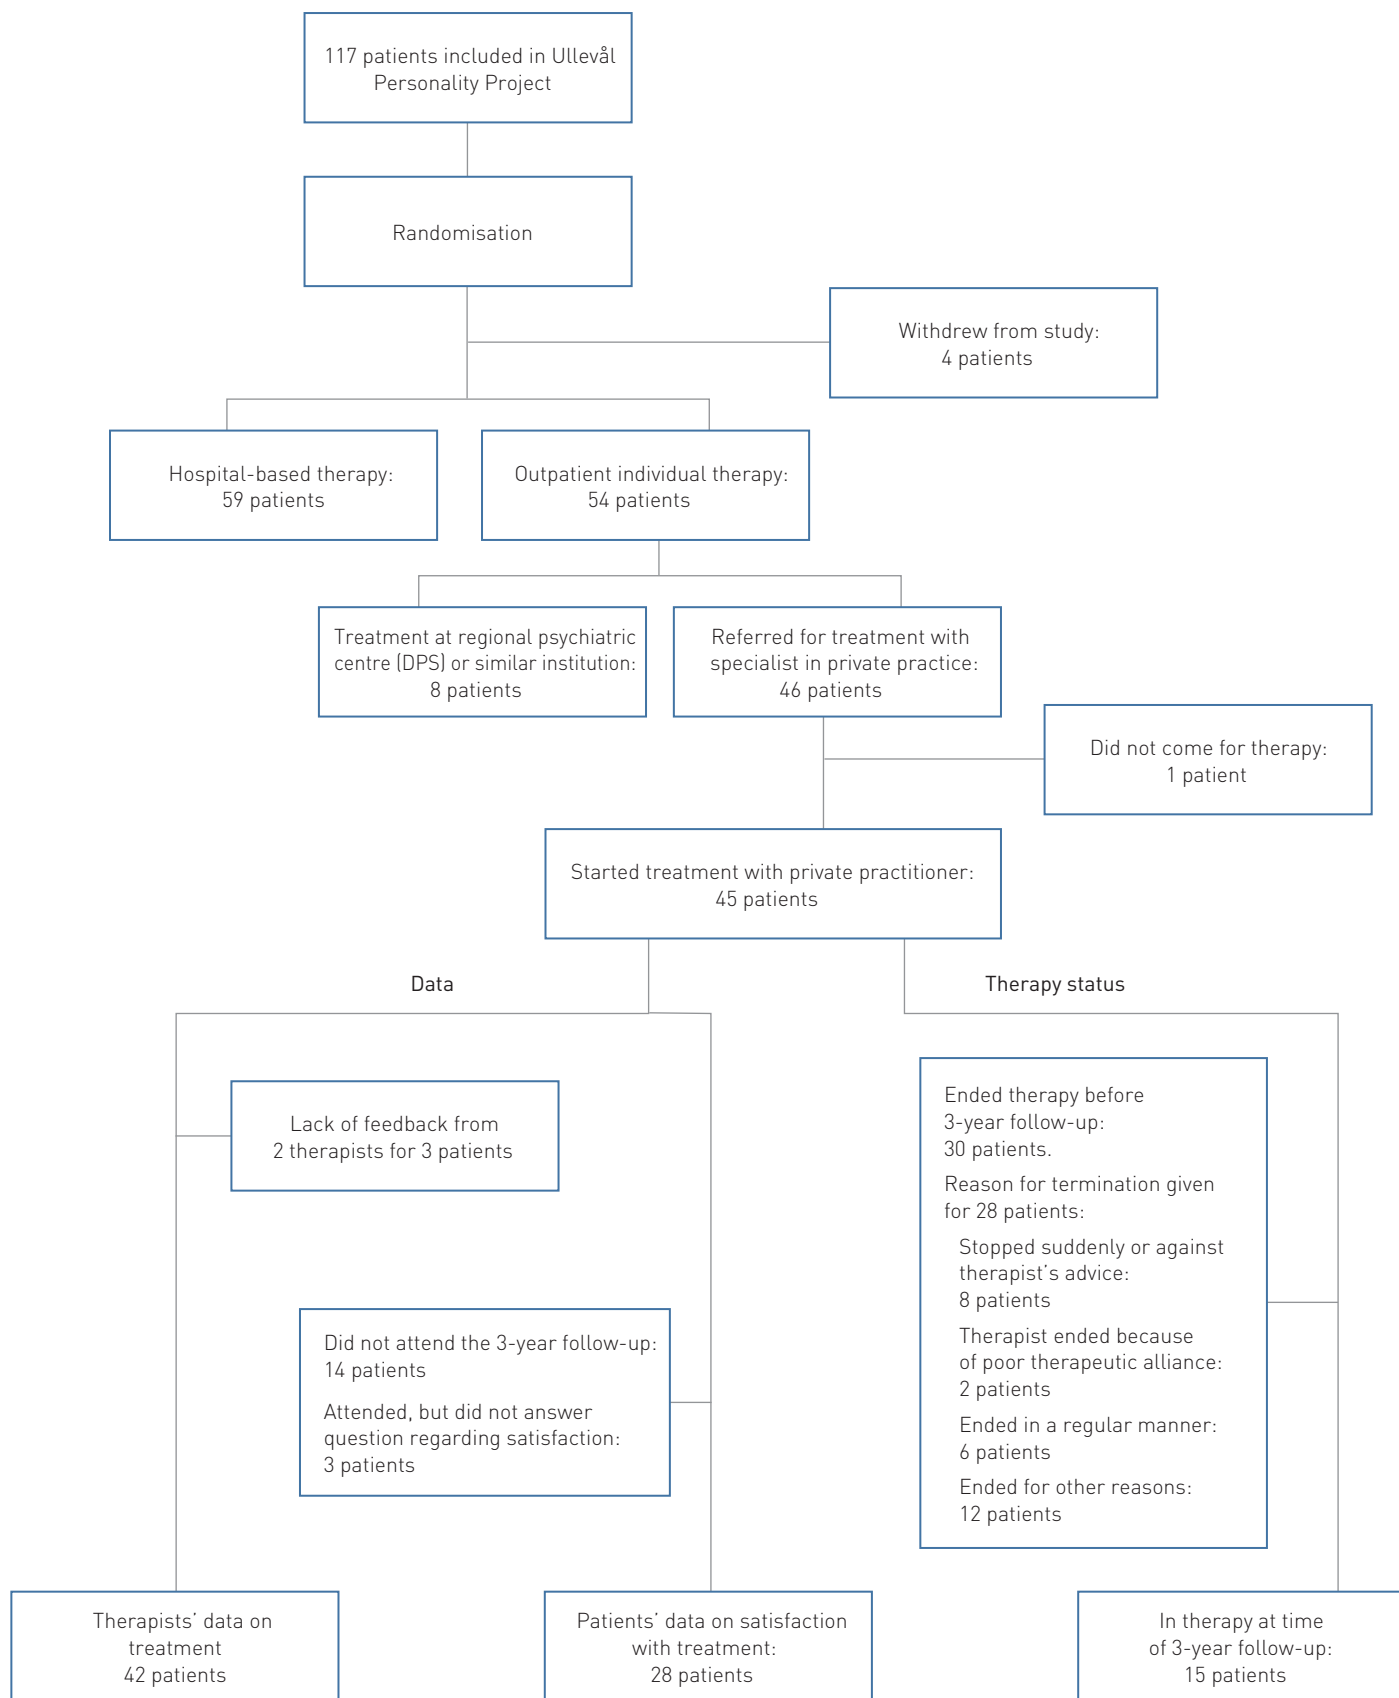 117 patients included in Ullevål
Personality Project
Randomisation
Withdrew from study:
4 patients
Hospital-based therapy:
59 patients
Outpatient individual therapy:
54 patients
Treatment at regional psychiatric
centre (DPS) or similar institution:
8 patients
Referred for treatment with
specialist in private practice:
46 patients
Did not come for therapy:
1 patient
Started treatment with private practitioner:
45 patients
Data
Therapy status
Lack of feedback from
2 therapists for 3 patients
Did not attend the 3-year follow-up:
14 patients
Attended, but did not answer
question regarding satisfaction:
3 patients
Ended therapy before
3-year follow-up:
30 patients.
Reason for termination given
for 28 patients:
Stopped suddenly or against
therapist's advice:
8 patients
Therapist ended because
of poor therapeutic alliance:
2 patients
Ended in a regular manner:
6 patients
Ended for other reasons:
12 patients
Therapists' data on
treatment
42 patients
Patients' data on satisfaction
with treatment:
28 patients
In therapy at time
of 3-year follow-up:
15 patients